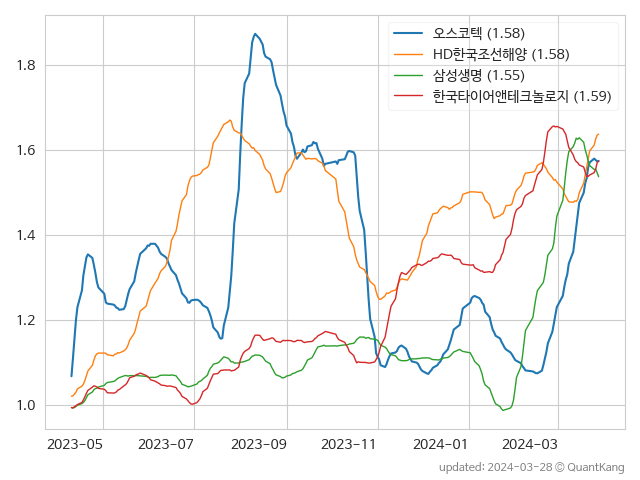 오스코텍 (1.58)
HD한국조선해양 (1.58)
삼성생명 (1.55)
한국타이어앤테크놀로지 (1.59)
1.8
1.6
1.4
1.2
1.0
2023-05 2023-07 2023-09 2023-11 2024-01 2024-03
updated: 2024-03-28 © QuantKang